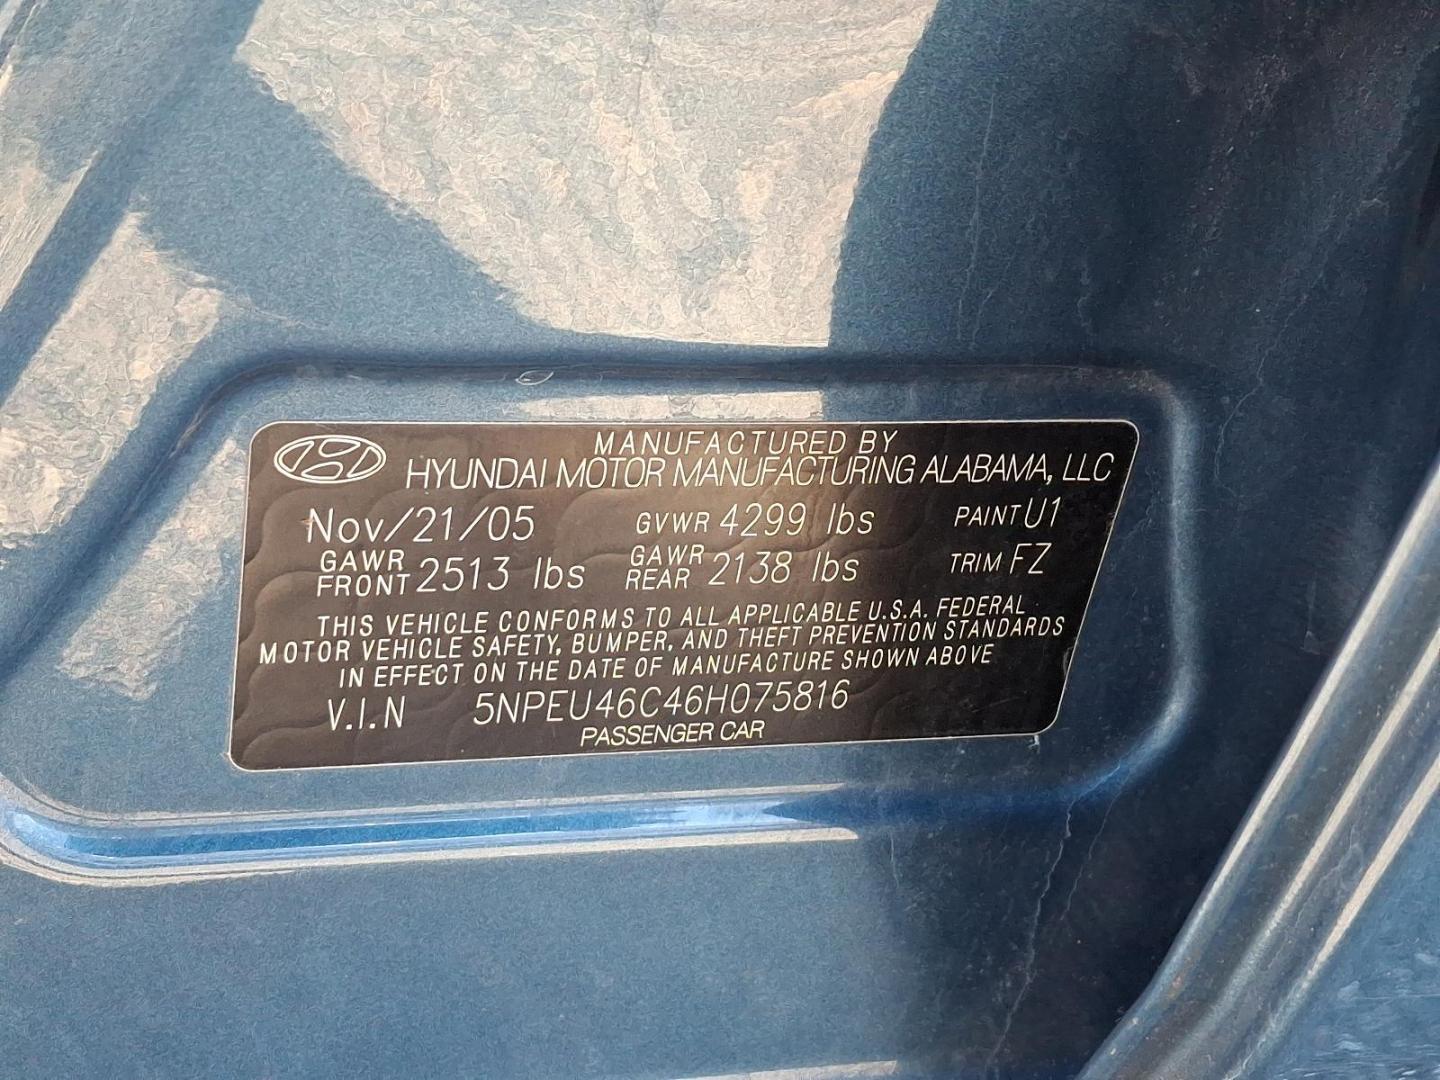 MANUFACTURED BY
HYUNDAI MOTOR MANUFACTURING ALABAMA, LLC
Nov/21/05 GVWR 4299 lbs PAINT U1
GAWR FRONT 2513 lbs GAWR REAR 2138 lbs TRIM FZ
THIS VEHICLE CONFORMS TO ALL APPLICABLE U.S.A. FEDERAL
MOTOR VEHICLE SAFETY, BUMPER, AND THEFT PREVENTION STANDARDS
IN EFFECT ON THE DATE OF MANUFACTURE SHOWN ABOVE
V.I.N 5NPEU46C46H075816
PASSENGER CAR